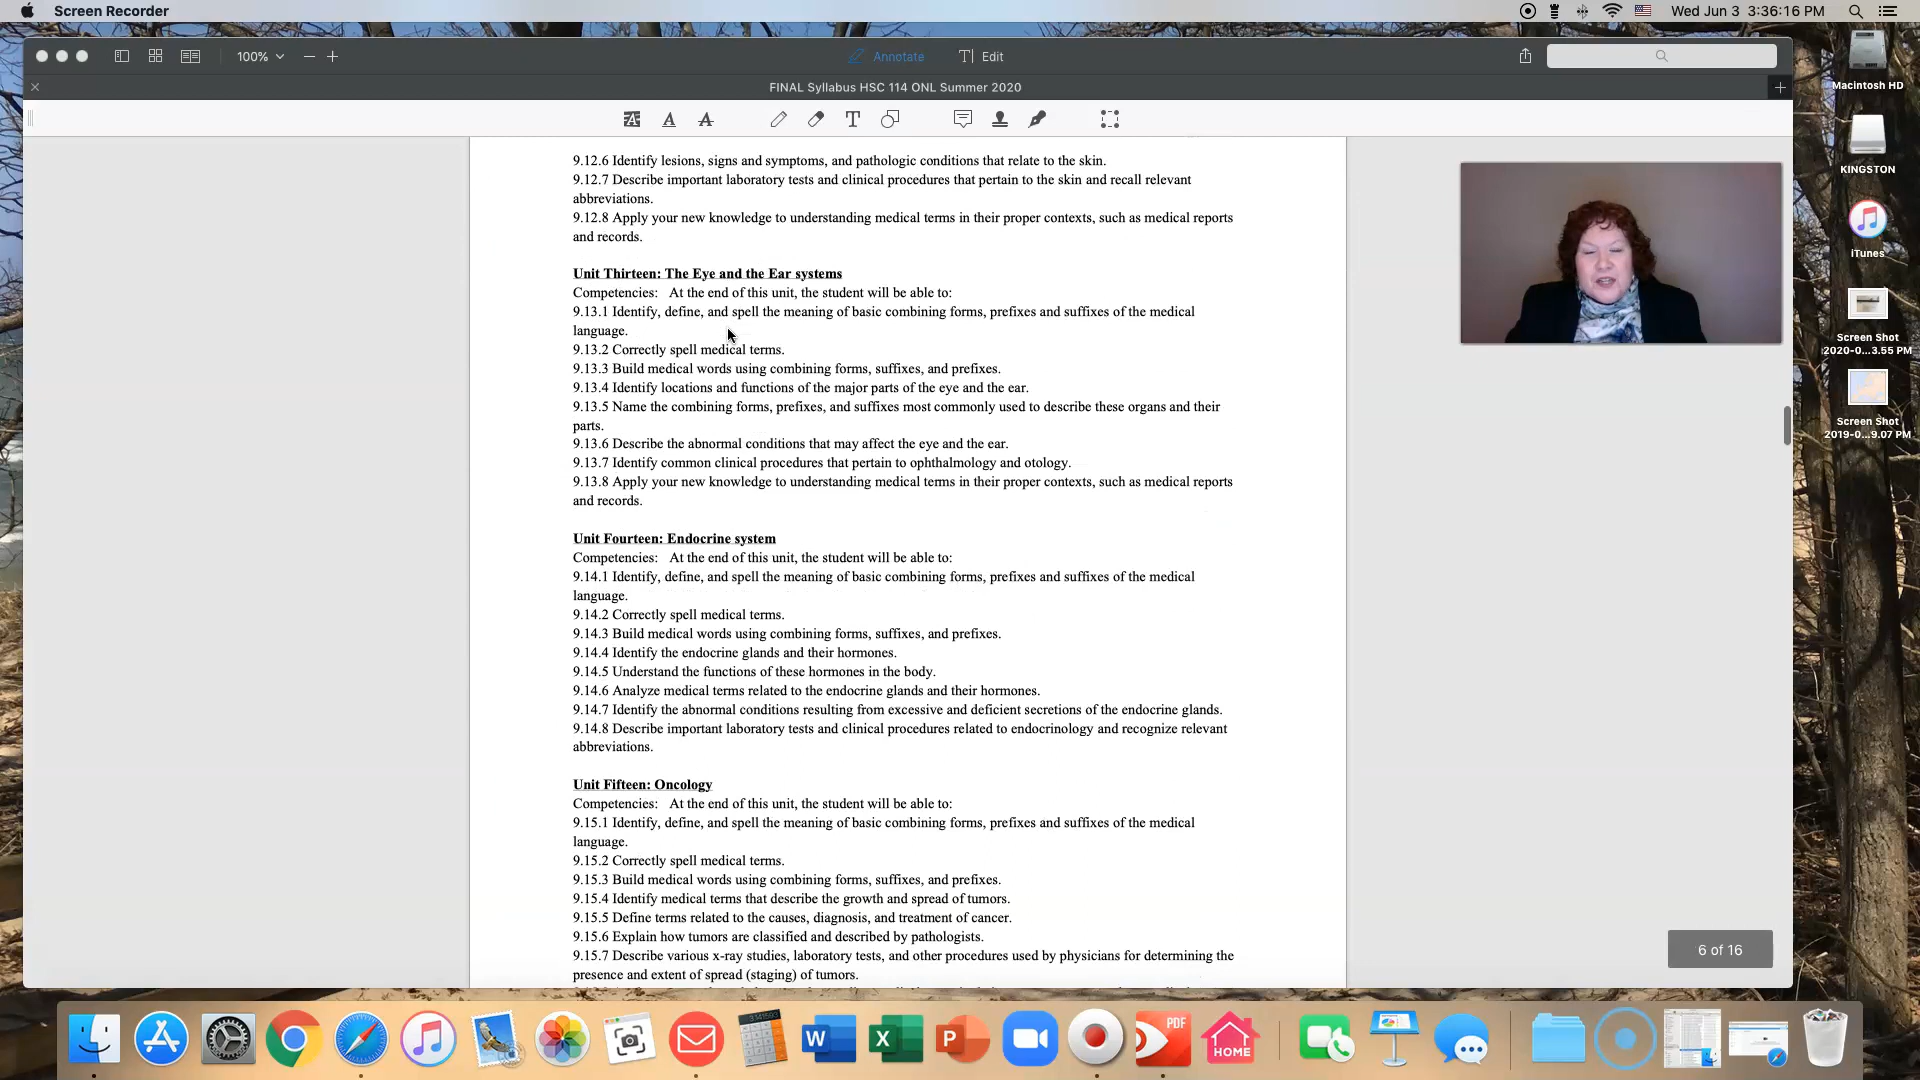 Screen Recorder
Wed Jun 3 3:36:16 PM
100%
Annotate
Edit
FINAL Syllabus HSC 114 ONL Summer 2020
9.12.6 Identify lesions, signs and symptoms, and pathologic conditions that relate to the skin.
9.12.7 Describe important laboratory tests and clinical procedures that pertain to the skin and recall relevant
abbreviations.
9.12.8 Apply your new knowledge to understanding medical terms in their proper contexts, such as medical reports
and records.
Unit Thirteen: The Eye and the Ear systems
Competencies: At the end of this unit, the student will be able to:
9.13.1 Identify, define, and spell the meaning of basic combining forms, prefixes and suffixes of the medical
language.
9.13.2 Correctly spell medical terms.
9.13.3 Build medical words using combining forms, suffixes, and prefixes.
9.13.4 Identify locations and functions of the major parts of the eye and the ear.
9.13.5 Name the combining forms, prefixes, and suffixes most commonly used to describe these organs and their
parts.
9.13.6 Describe the abnormal conditions that may affect the eye and the ear.
9.13.7 Identify common clinical procedures that pertain to ophthalmology and otology.
9.13.8 Apply your new knowledge to understanding medical terms in their proper contexts, such as medical reports
and records.
Unit Fourteen: Endocrine system
Competencies: At the end of this unit, the student will be able to:
9.14.1 Identify, define, and spell the meaning of basic combining forms, prefixes and suffixes of the medical
language.
9.14.2 Correctly spell medical terms.
9.14.3 Build medical words using combining forms, suffixes, and prefixes.
9.14.4 Identify the endocrine glands and their hormones.
9.14.5 Understand the functions of these hormones in the body.
9.14.6 Analyze medical terms related to the endocrine glands and their hormones.
9.14.7 Identify the abnormal conditions resulting from excessive and deficient secretions of the endocrine glands.
9.14.8 Describe important laboratory tests and clinical procedures related to endocrinology and recognize relevant
abbreviations.
Unit Fifteen: Oncology
Competencies: At the end of this unit, the student will be able to:
9.15.1 Identify, define, and spell the meaning of basic combining forms, prefixes and suffixes of the medical
language.
9.15.2 Correctly spell medical terms.
9.15.3 Build medical words using combining forms, suffixes, and prefixes.
9.15.4 Identify medical terms that describe the growth and spread of tumors.
9.15.5 Define terms related to the causes, diagnosis, and treatment of cancer.
9.15.6 Explain how tumors are classified and described by pathologists.
9.15.7 Describe various x-ray studies, laboratory tests, and other procedures used by physicians for determining the
presence and extent of spread (staging) of tumors.
6 of 16
Macintosh HD
KINGSTON
iTunes
Screen Shot
2020-0...3.55 PM
Screen Shot
2019-0...9.07 PM
W
X
P
PDF
HOME